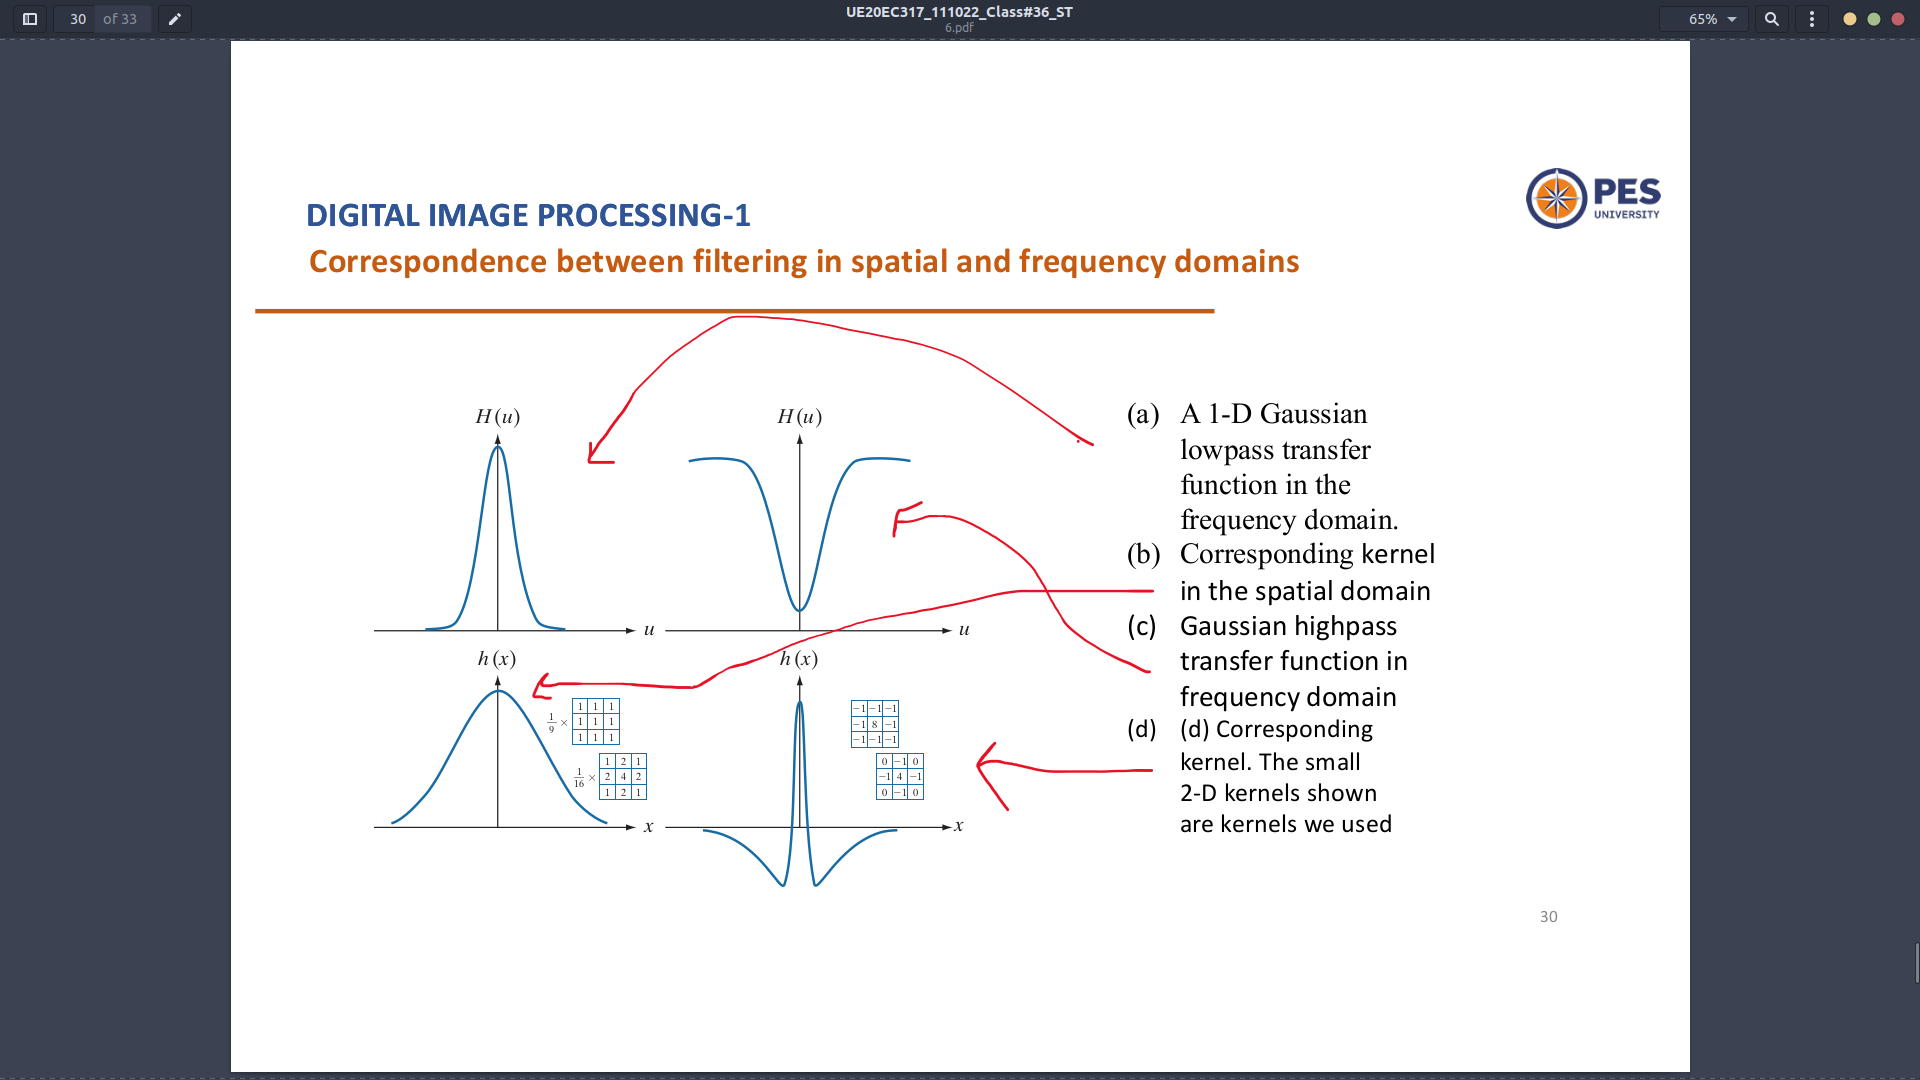 30 of 33
UE20EC317_111022_Class#36_ST
6.pdf
65%
PES
UNIVERSITY
DIGITAL IMAGE PROCESSING-1
Correspondence between filtering in spatial and frequency domains
H(u)
u
H(u)
u
h(x)
1/9 ×
1 1 1
1 1 1
1 1 1
1/16 ×
1 2 1
2 4 2
1 2 1
x
h(x)
−1 −1 −1
−1 8 −1
−1 −1 −1
0 −1 0
−1 4 −1
0 −1 0
x
(a) A 1-D Gaussian
lowpass transfer
function in the
frequency domain.
(b) Corresponding kernel
in the spatial domain
(c) Gaussian highpass
transfer function in
frequency domain
(d) (d) Corresponding
kernel. The small
2-D kernels shown
are kernels we used
30